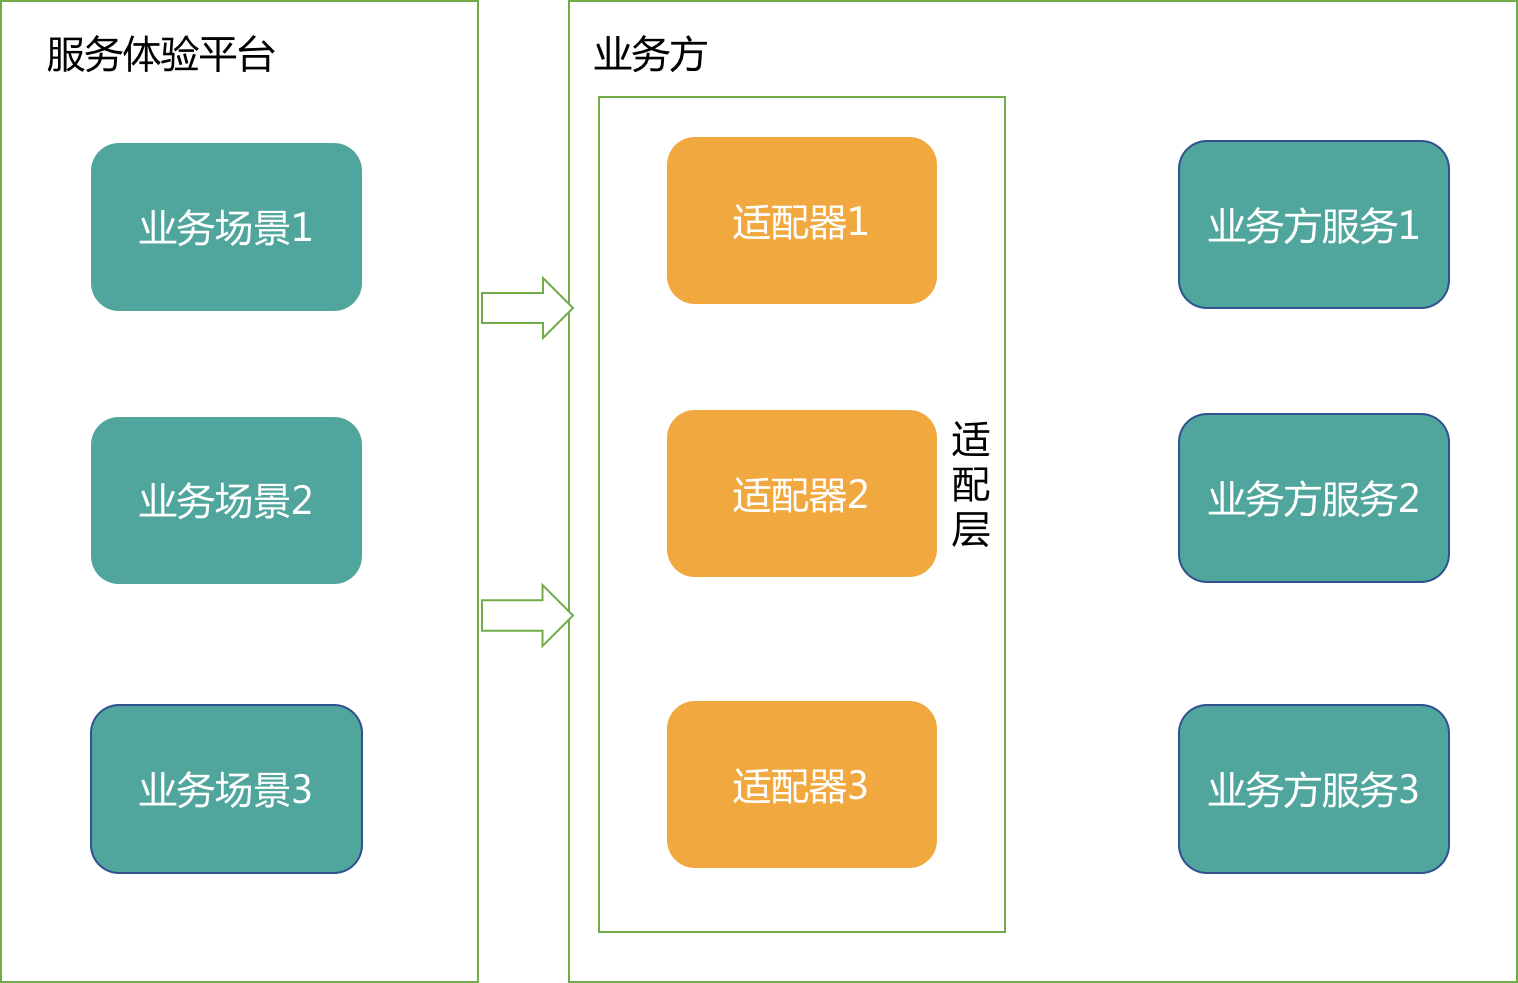 服务体验平台
业务场景1
业务场景2
业务场景3
业务方
适配器1
适配器2
适配器3
适
配
层
业务方服务1
业务方服务2
业务方服务3